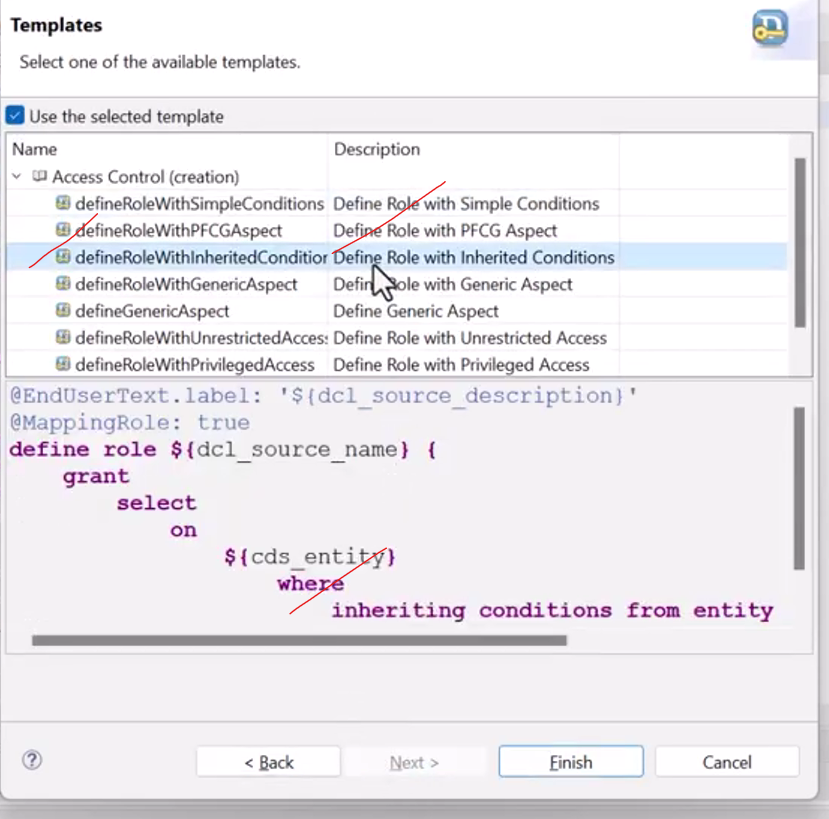 Templates
Select one of the available templates.
Use the selected template
Name Description
Access Control (creation)
defineRoleWithSimpleConditions Define Role with Simple Conditions
defineRoleWithPFCGAspect Define Role with PFCG Aspect
defineRoleWithInheritedCondition Define Role with Inherited Conditions
defineRoleWithGenericAspect Define Role with Generic Aspect
defineGenericAspect Define Generic Aspect
defineRoleWithUnrestrictedAccess Define Role with Unrestricted Access
defineRoleWithPrivilegedAccess Define Role with Privileged Access
@EndUserText.label: '${dcl_source_description}'
@MappingRole: true
define role ${dcl_source_name} {
grant
select
on
${cds_entity}
where
inheriting conditions from entity
? < Back Next > Finish Cancel